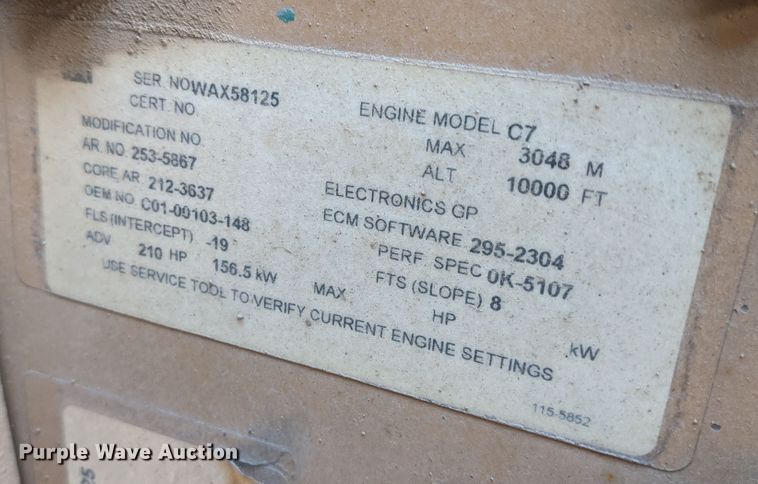 SER. NO WAX58125
ENGINE MODEL C7
CERT. NO.
MAX 3048 M
MODIFICATION NO
ALT 10000 FT
AR. NO. 253-5867
CORE AR. 212-3637
ELECTRONICS GP
OEM NO. C01-00103-148
ECM SOFTWARE 295-2304
FLS (INTERCEPT) -19
PERF SPEC 0K-5107
FTS (SLOPE) 8
ADV 210 HP 156.5 kW MAX HP kW
USE SERVICE TOOL TO VERIFY CURRENT ENGINE SETTINGS
115-5852
Purple Wave Auction